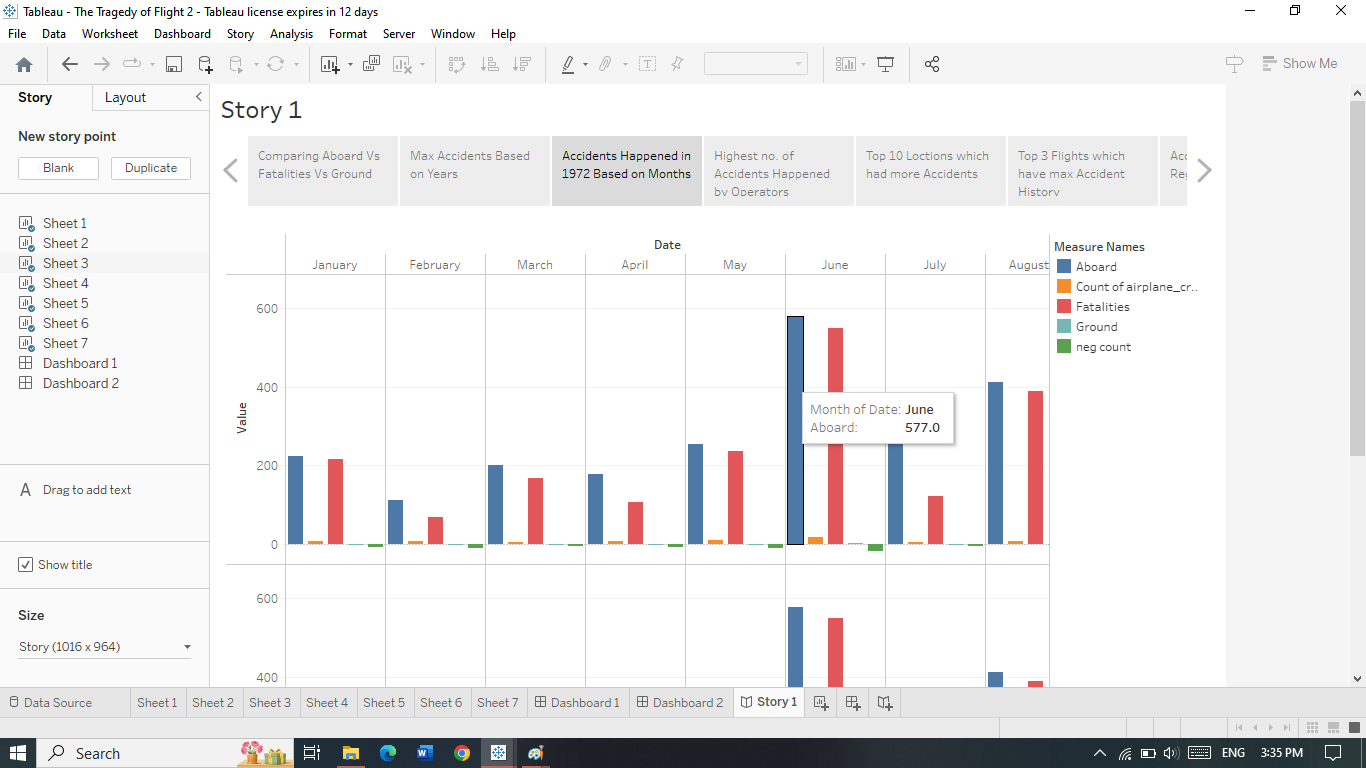 Tableau - The Tragedy of Flight 2 - Tableau license expires in 12 days
File Data Worksheet Dashboard Story Analysis Format Server Window Help
Show Me
Story Layout
Story 1
New story point
Blank Duplicate
Comparing Aboard Vs
Fatalities Vs Ground
Max Accidents Based
on Years
Accidents Happened in
1972 Based on Months
Highest no. of
Accidents Happened
by Operators
Top 10 Loctions which
had more Accidents
Top 3 Flights which
have max Accident
History
Acc
Reg
Sheet 1
Sheet 2
Sheet 3
Sheet 4
Sheet 5
Sheet 6
Sheet 7
Dashboard 1
Dashboard 2
A Drag to add text
Show title
Size
Story (1016 x 964)
Date
January February March April May June July August
Value
600
400
200
0
600
400
Month of Date: June
Aboard: 577.0
Measure Names
Aboard
Count of airplane_cr..
Fatalities
Ground
neg count
Data Source Sheet 1 Sheet 2 Sheet 3 Sheet 4 Sheet 5 Sheet 6 Sheet 7 Dashboard 1 Dashboard 2 Story 1
Search
ENG 3:35 PM